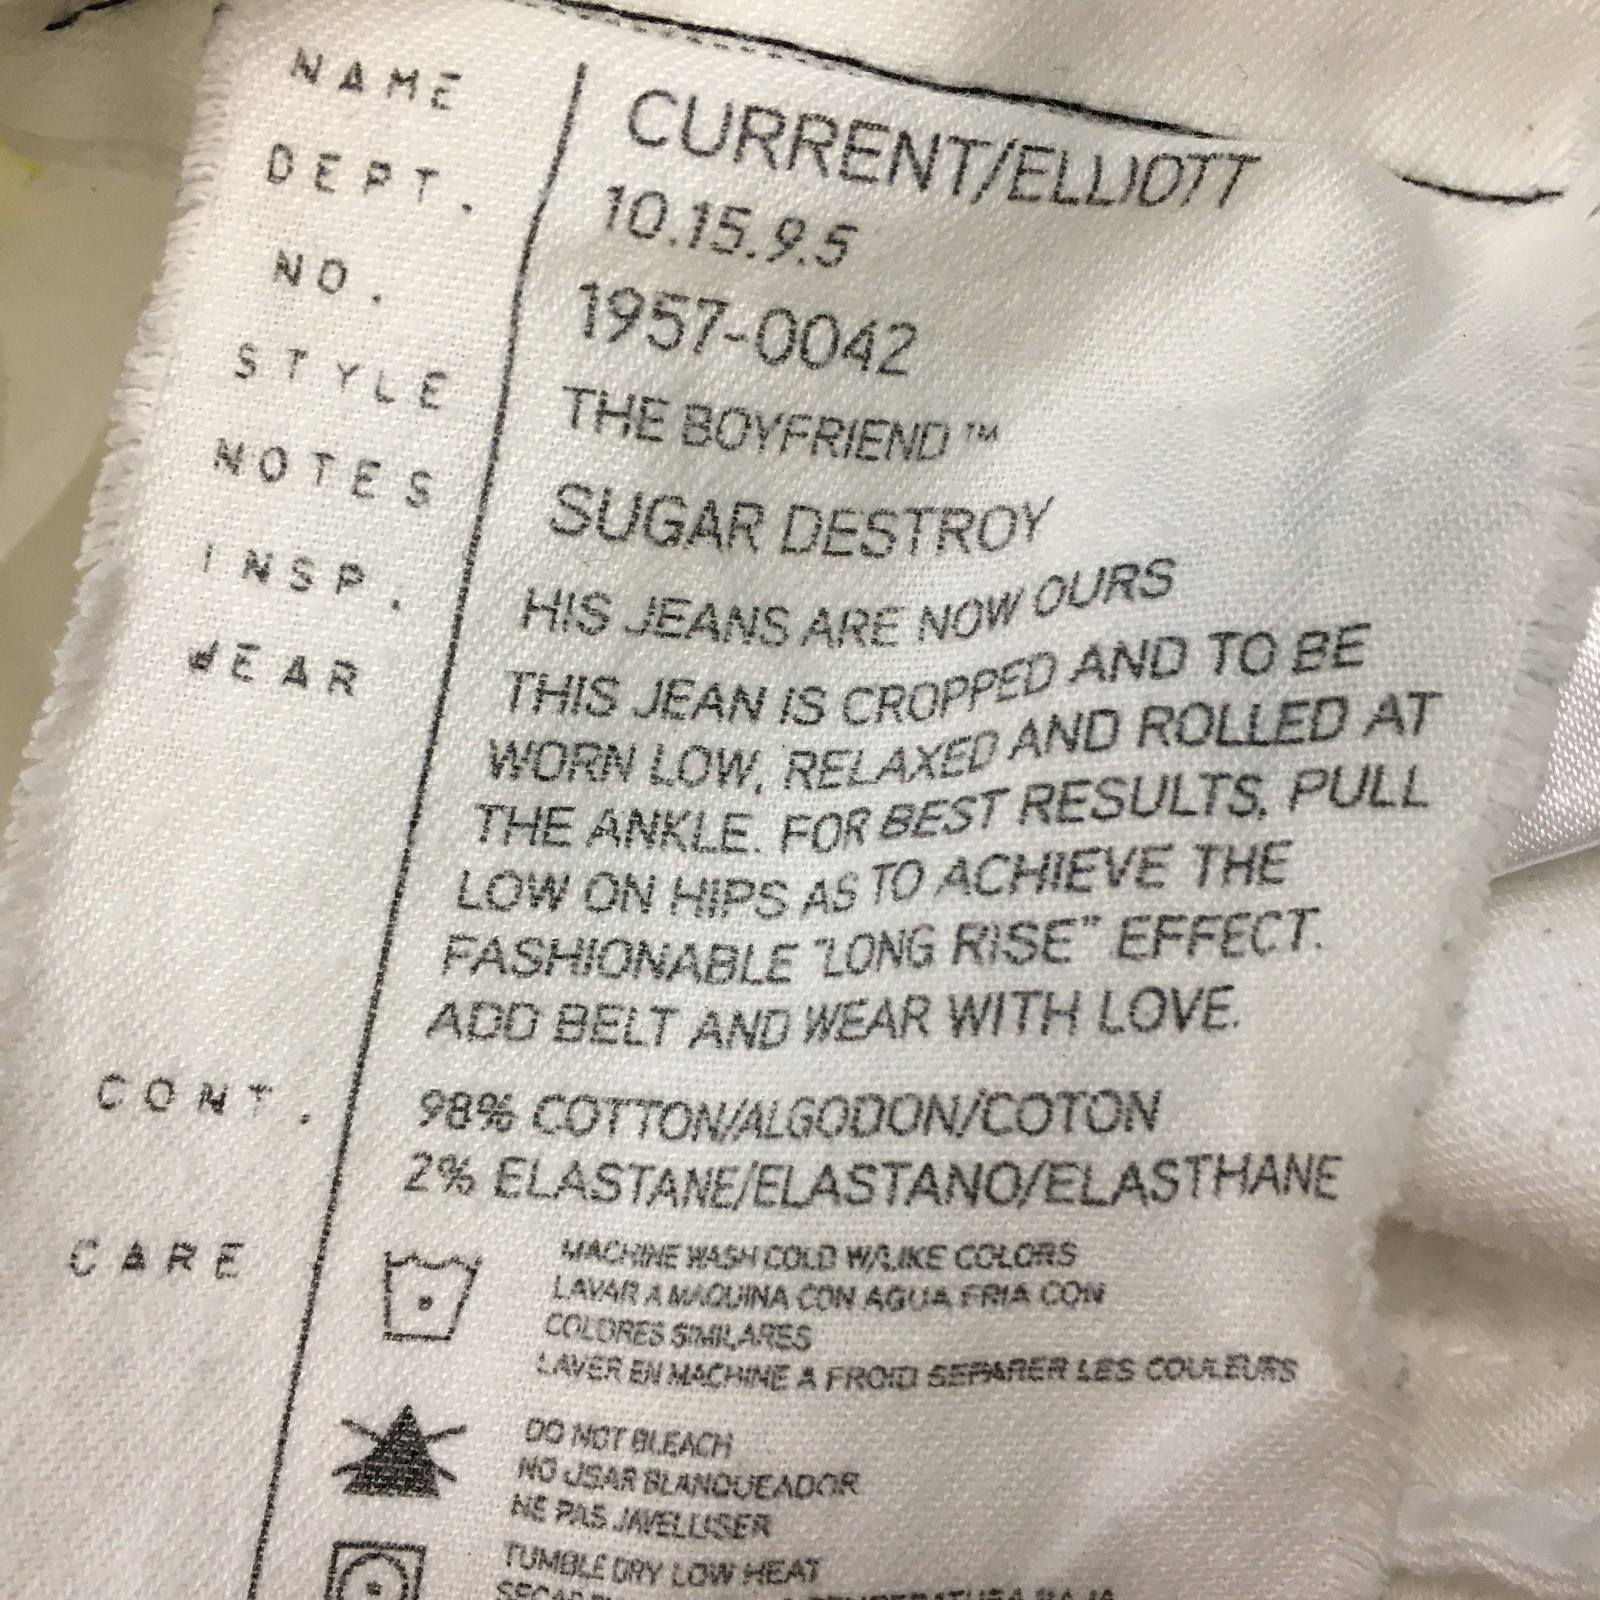 NAME CURRENT/ELLIOTT
DEPT. 10.15.9.5
NO. 1957-0042
STYLE THE BOYFRIEND™
NOTES SUGAR DESTROY
INSP. HIS JEANS ARE NOW OURS
WEAR THIS JEAN IS CROPPED AND TO BE
WORN LOW, RELAXED AND ROLLED AT
THE ANKLE. FOR BEST RESULTS, PULL
LOW ON HIPS AS TO ACHIEVE THE
FASHIONABLE "LONG RISE" EFFECT.
ADD BELT AND WEAR WITH LOVE.
CONT. 98% COTTON/ALGODON/COTON
2% ELASTANE/ELASTANO/ELASTHANE
CARE MACHINE WASH COLD W/LIKE COLORS
LAVAR A MAQUINA CON AGUA FRIA CON
COLORES SIMILARES
LAVER EN MACHINE A FROID SEPARER LES COULEURS
DO NOT BLEACH
NO USAR BLANQUEADOR
NE PAS JAVELLISER
TUMBLE DRY LOW HEAT
TEMPERATURA BAJA